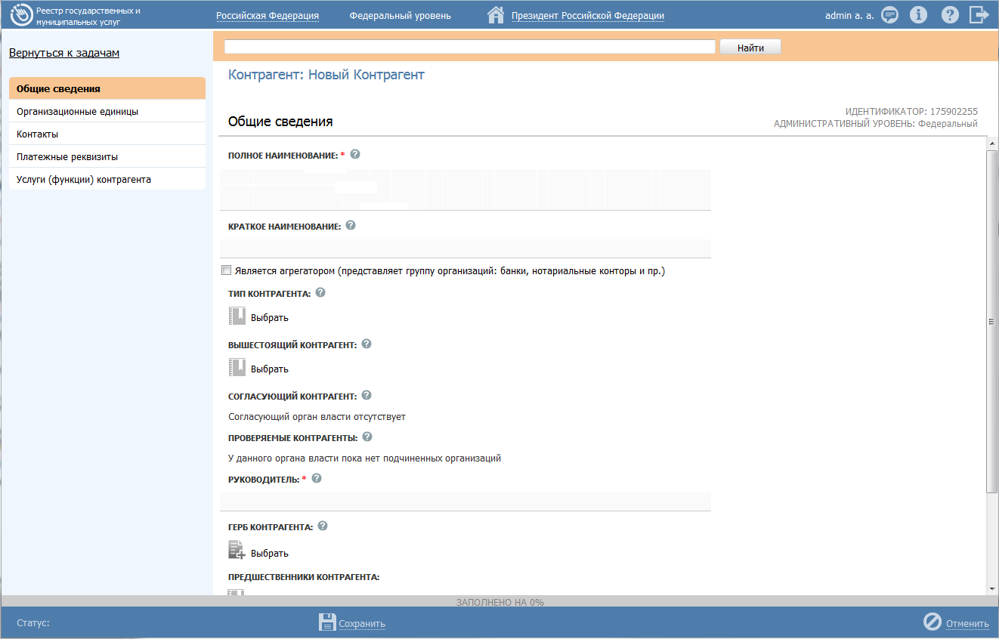 Реестр государственных и
муниципальных услуг
Российская Федерация
Федеральный уровень
Президент Российской Федерации
admin a. a.
Вернуться к задачам
Найти
Общие сведения
Организационные единицы
Контакты
Платежные реквизиты
Услуги (функции) контрагента
Контрагент: Новый Контрагент
Общие сведения
ИДЕНТИФИКАТОР: 175902255
АДМИНИСТРАТИВНЫЙ УРОВЕНЬ: Федеральный
ПОЛНОЕ НАИМЕНОВАНИЕ: * ?
КРАТКОЕ НАИМЕНОВАНИЕ: ?
Является агрегатором (представляет группу организаций: банки, нотариальные конторы и пр.)
ТИП КОНТРАГЕНТА: ?
Выбрать
ВЫШЕСТОЯЩИЙ КОНТРАГЕНТ: ?
Выбрать
СОГЛАСУЮЩИЙ КОНТРАГЕНТ: ?
Согласующий орган власти отсутствует
ПРОВЕРЯЕМЫЕ КОНТРАГЕНТЫ: ?
У данного органа власти пока нет подчиненных организаций
РУКОВОДИТЕЛЬ: * ?
ГЕРБ КОНТРАГЕНТА: ?
Выбрать
ПРЕДШЕСТВЕННИКИ КОНТРАГЕНТА:
ЗАПОЛНЕНО НА 0%
Статус:
Сохранить
Отменить